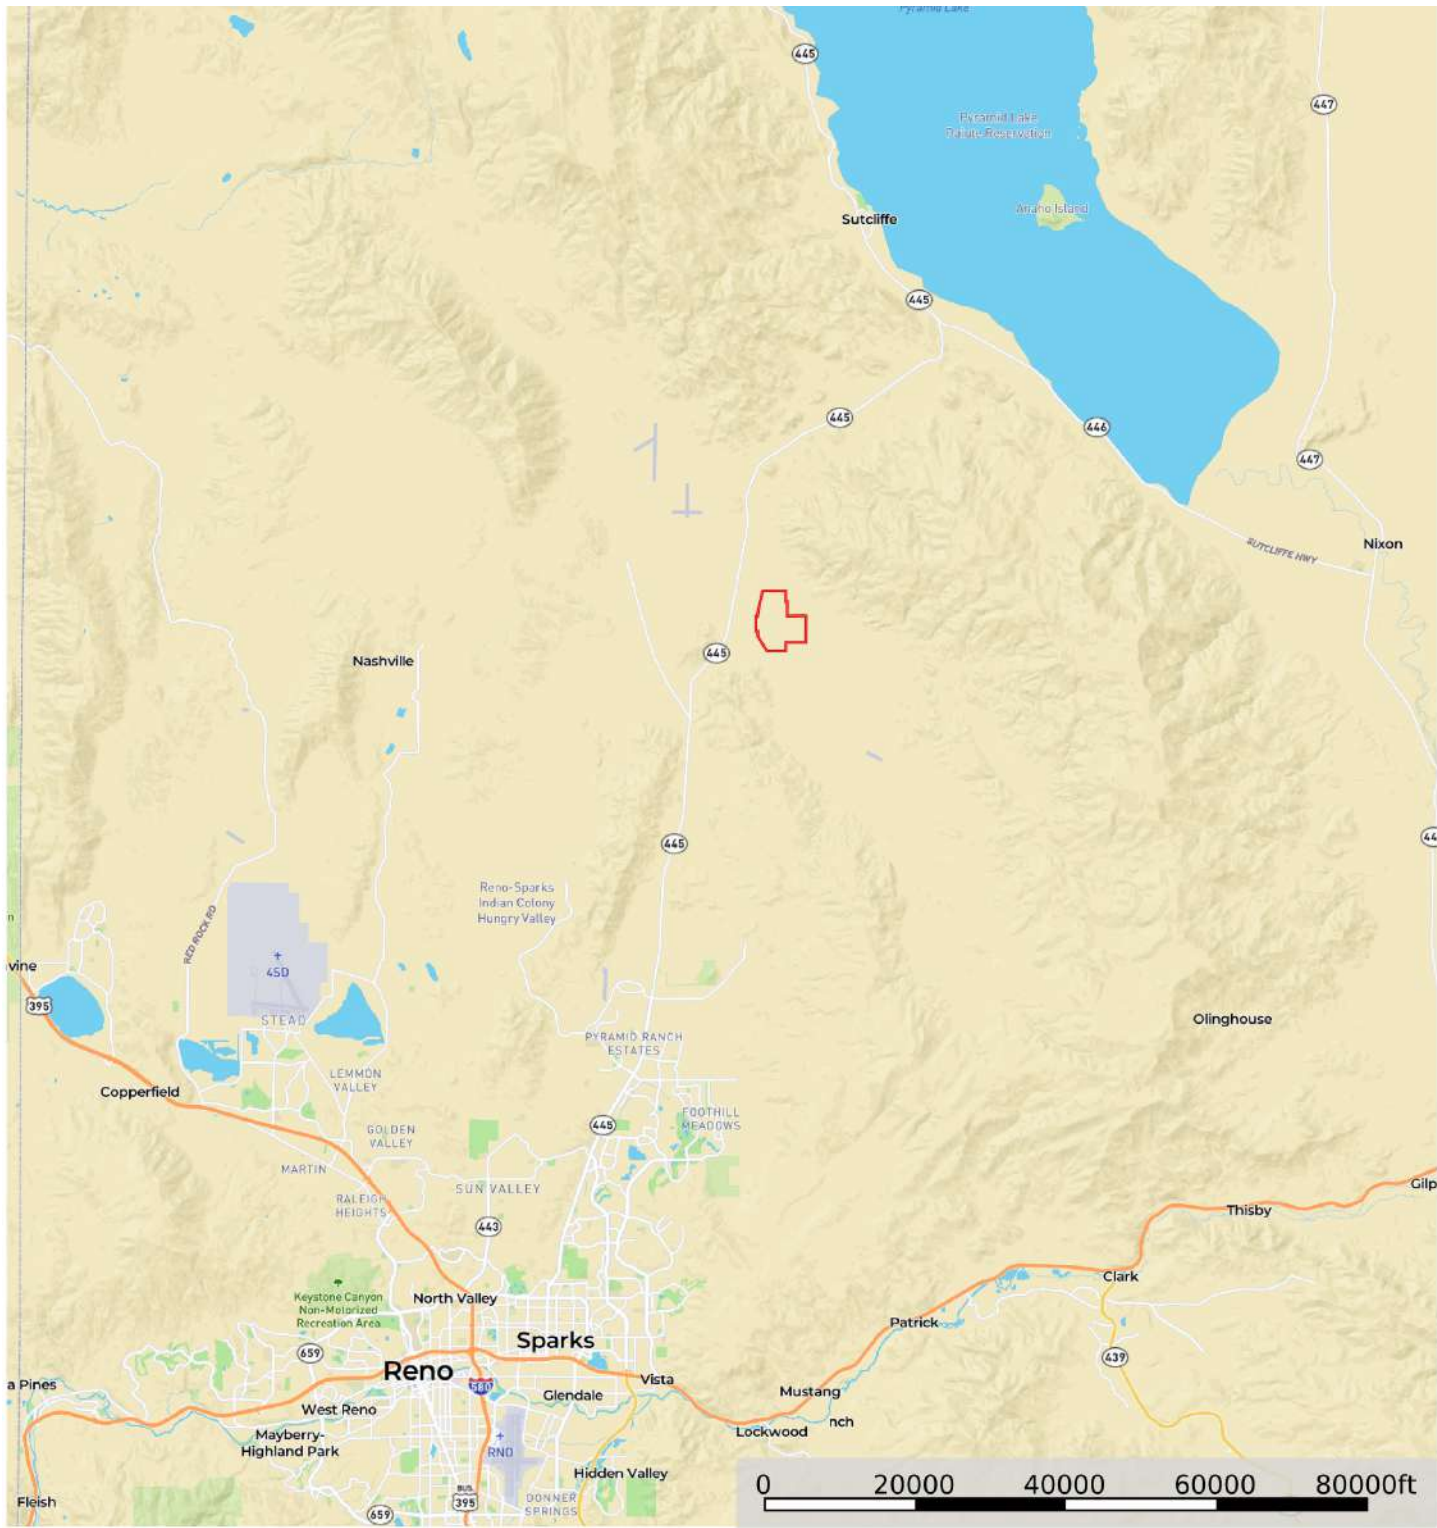 Pyramid Lake
445
447
Pyramid Lake
Paiute Reservation
Anaho Island
Sutcliffe
445
445
446
447
SUTCLIFFE HWY
Nixon
Nashville
445
445
44
Reno-Sparks
Indian Colony
Hungry Valley
n
RED ROCK RD
vine
4SD
395
STEAD
Olinghouse
PYRAMID RANCH
ESTATES
LEMMON
VALLEY
Copperfield
FOOTHILL
MEADOWS
445
GOLDEN
VALLEY
MARTIN
SUN VALLEY
RALEIGH
HEIGHTS
Gilp
Thisby
443
Clark
Keystone Canyon
Non-Motorized
Recreation Area
North Valley
Patrick
Sparks
659
439
Reno
a Pines
580
Vista
Glendale
Mustang
West Reno
nch
Lockwood
Mayberry-
Highland Park
RNO
Hidden Valley
BUS.
395
Fleish
DONNER
SPRINGS
659
0 20000 40000 60000 80000ft